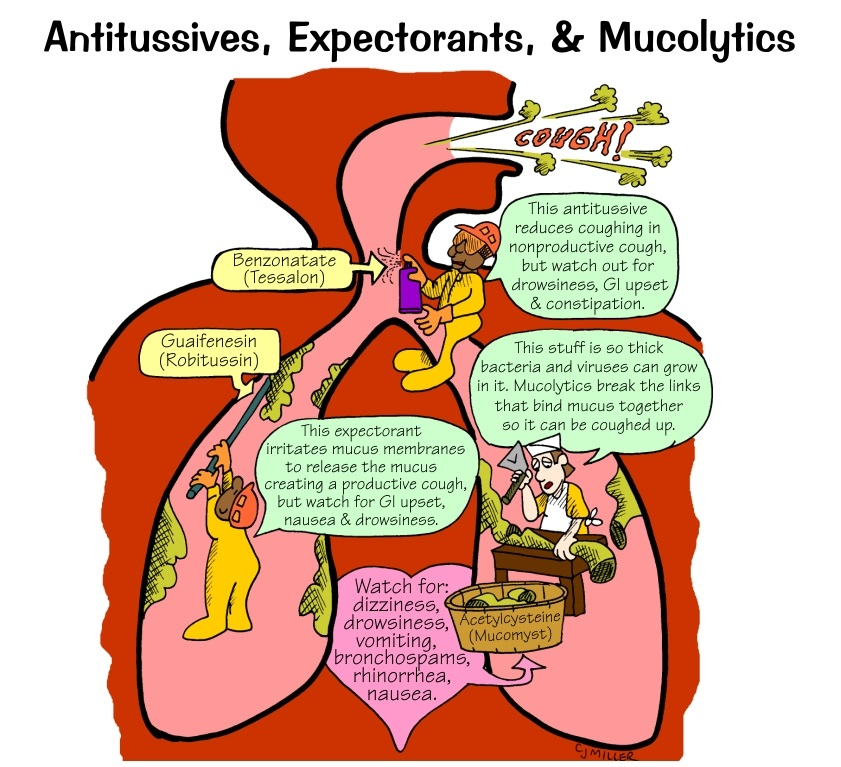 Antitussives, Expectorants, & Mucolytics
COUGH!
This antitussive
reduces coughing in
nonproductive cough,
but watch out for
drowsiness, GI upset
& constipation.
Benzonatate
(Tessalon)
Guaifenesin
(Robitussin)
This stuff is so thick
bacteria and viruses can grow
in it. Mucolytics break the links
that bind mucus together
so it can be coughed up.
This expectorant
irritates mucus membranes
to release the mucus
creating a productive cough,
but watch for GI upset,
nausea & drowsiness.
Watch for:
dizziness,
drowsiness,
vomiting,
bronchospams,
rhinorrhea,
nausea.
Acetylcysteine
(Mucomyst)
CJ MILLER